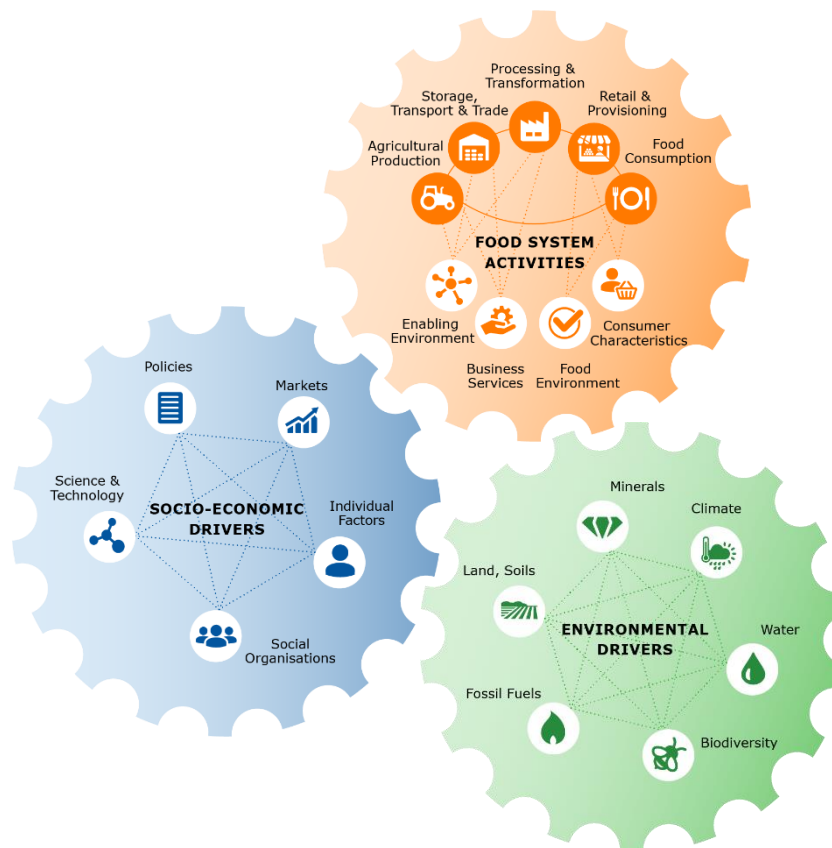 Processing &
Transformation
Storage,
Transport & Trade
Retail &
Provisioning
Agricultural
Production
Food
Consumption
FOOD SYSTEM
ACTIVITIES
Enabling
Environment
Consumer
Characteristics
Business
Services
Food
Environment
Policies
Markets
Science &
Technology
SOCIO-ECONOMIC
DRIVERS
Individual
Factors
Social
Organisations
Minerals
Climate
Land, Soils
ENVIRONMENTAL
DRIVERS
Water
Fossil Fuels
Biodiversity